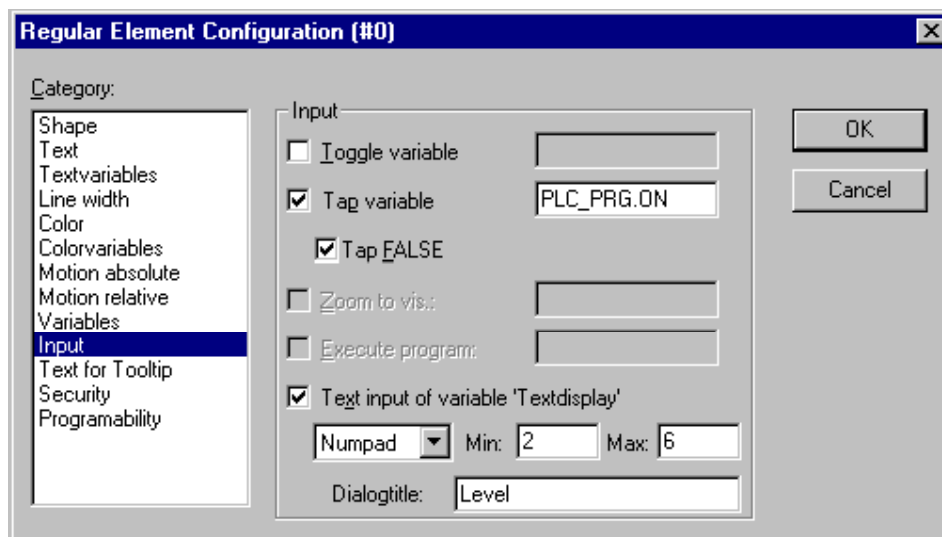 Regular Element Configuration (#0)
Category:
Shape
Text
Textvariables
Line width
Color
Colorvariables
Motion absolute
Motion relative
Variables
Input
Text for Tooltip
Security
Programability
Input
Toggle variable
Tap variable PLC_PRG.ON
Tap FALSE
Zoom to vis.:
Execute program:
Text input of variable 'Textdisplay'
Numpad Min: 2 Max: 6
Dialogtitle: Level
OK
Cancel